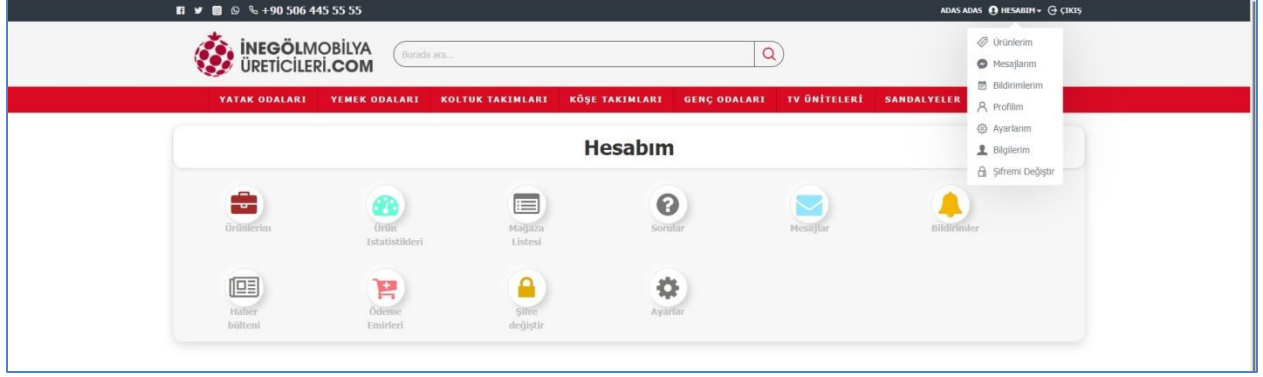 +90 506 445 55 55
ADAS ADAS HESABIM ÇIKIŞ
İNEGÖLMOBİLYA
ÜRETİCİLERİ.COM
Burada ara...
YATAK ODALARI YEMEK ODALARI KOLTUK TAKIMLARI KÖŞE TAKIMLARI GENÇ ODALARI TV ÜNİTELERİ SANDALYELER
Ürünlerim
Mesajlarım
Bildirimlerim
Profilim
Ayarlarım
Bilgilerim
Şifremi Değiştir
Hesabım
Ürünlerim
Ürün
İstatistikleri
Mağaza
Listesi
Sorular
Mesajlar
Bildirimler
Haber
bülteni
Ödeme
Emirleri
Şifre
değiştir
Ayarlar